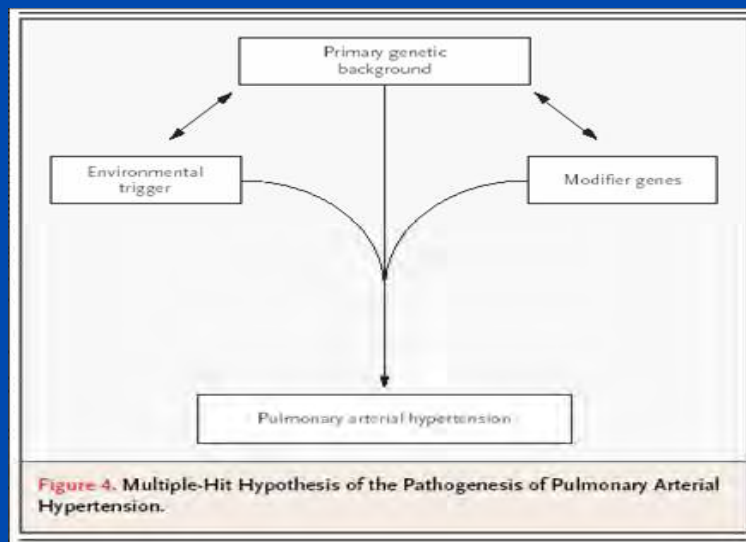 Primary genetic
background
Environmental
trigger
Modifier genes
Pulmonary arterial hypertension
Figure 4. Multiple-Hit Hypothesis of the Pathogenesis of Pulmonary Arterial
Hypertension.